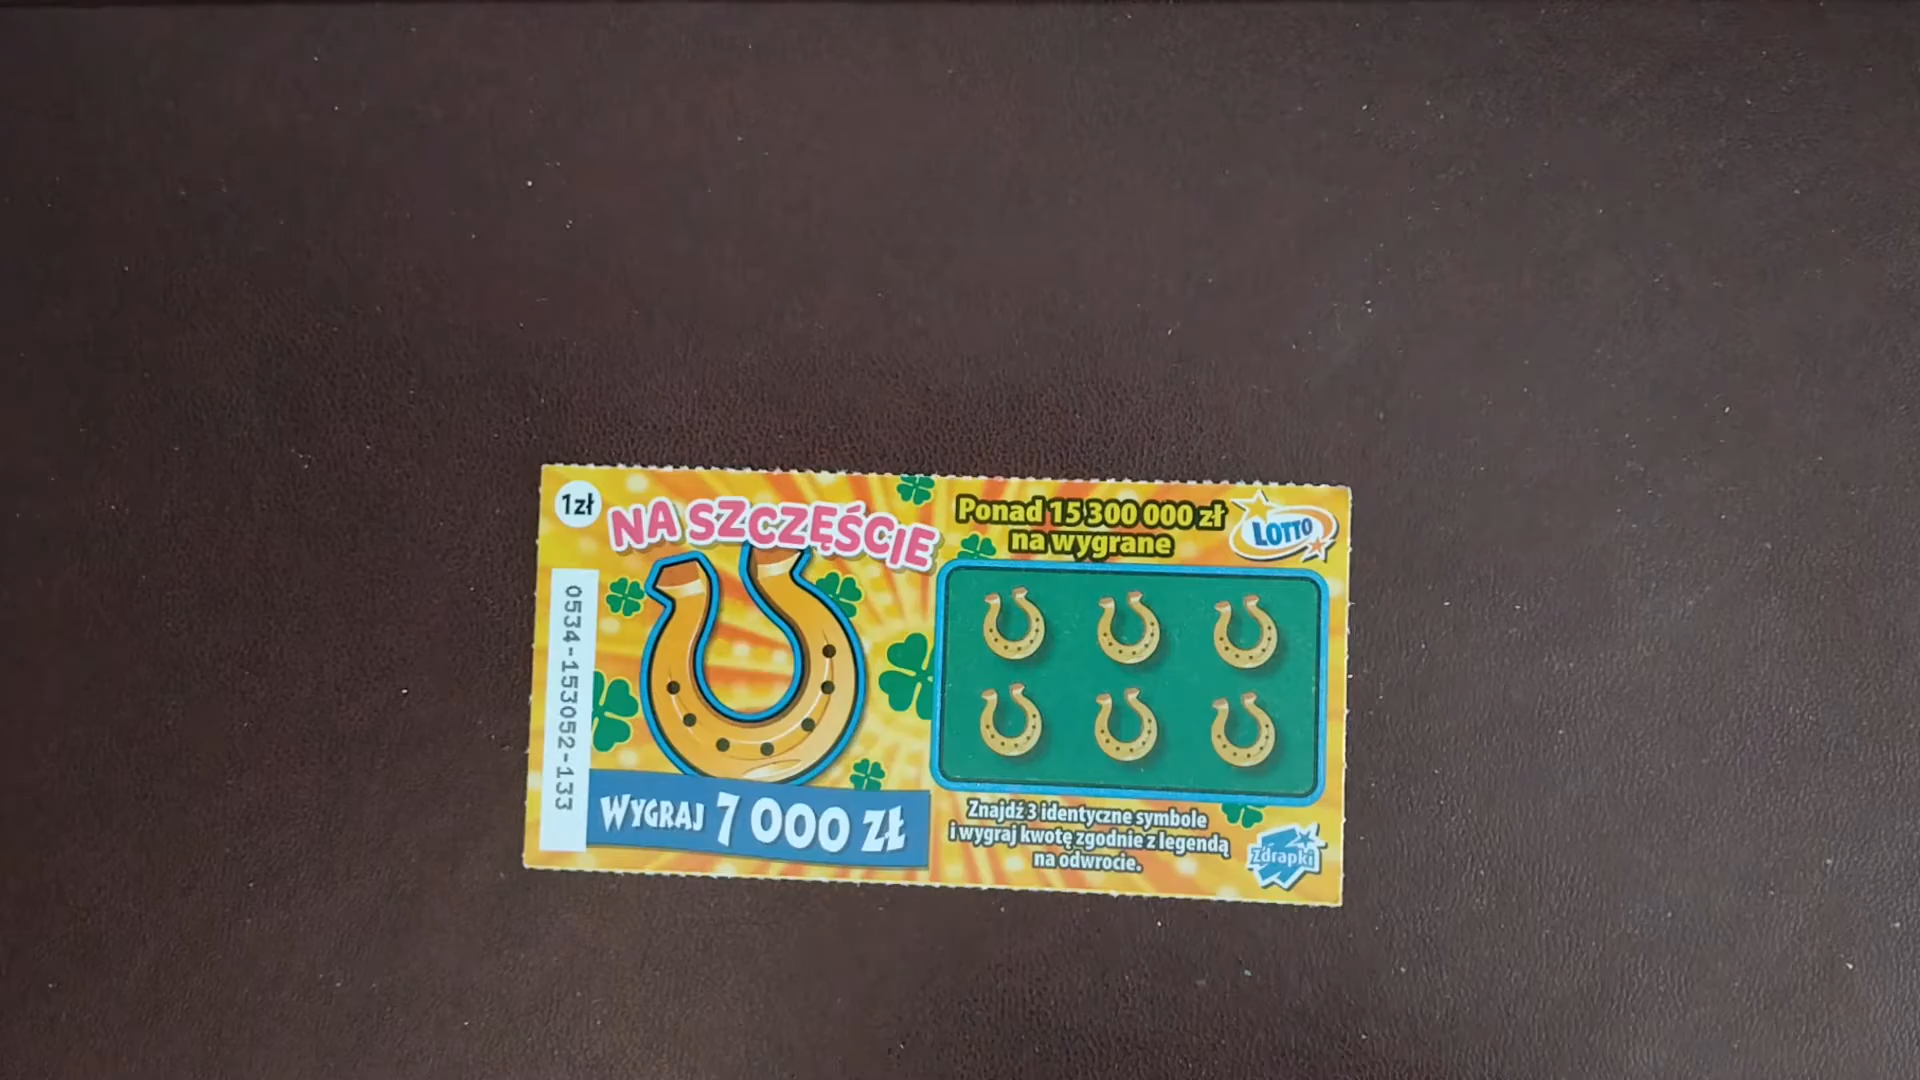 1zł
NA SZCZĘŚCIE
0534-153052-133
WYGRAJ 7 000 ZŁ
Ponad 15 300 000 zł
na wygrane
LOTTO
Znajdź 3 identyczne symbole
i wygraj kwotę zgodnie z legendą
na odwrocie.
Zdrapki